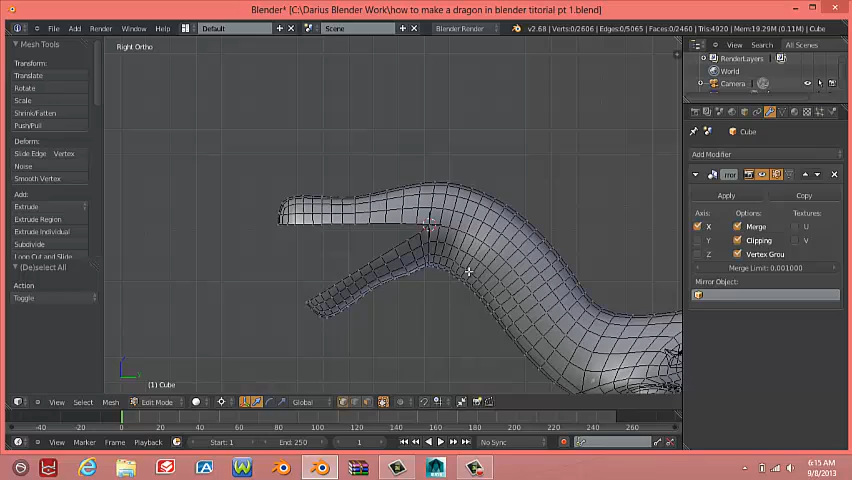 Blender* [C:\Darius Blender Work\how to make a dragon in blender titorial pt 1.blend]
File Add Render Window Help Default Scene Blender Render v2.68 | Verts:0/2606 | Edges:0/5065 | Faces:0/2460 | Tris:4920 | Mem:19.29M (0.11M) | Cube
Mesh Tools
Transform:
Translate
Rotate
Scale
Shrink/Fatten
Push/Pull
Deform:
Slide Edge Vertex
Noise
Smooth Vertex
Add:
Extrude
Extrude Region
Extrude Individual
Subdivide
Loop Cut and Slide
(De)select All
Action
Toggle
Right Ortho
(1) Cube
View Search All Scenes
RenderLayers
World
Camera
Cube
Add Modifier
rror
Apply Copy
Axis: Options: Textures:
X Merge U
Y Clipping V
Z Vertex Grou
Merge Limit: 0.001000
Mirror Object:
View Select Add Mesh Edit Mode Global
-40 -20 0 20 40 60 80 100 120 140 160 180 200 220 240 260
View Marker Frame Playback Start: 1 End: 250 1 No Sync
6:15 AM
9/8/2013